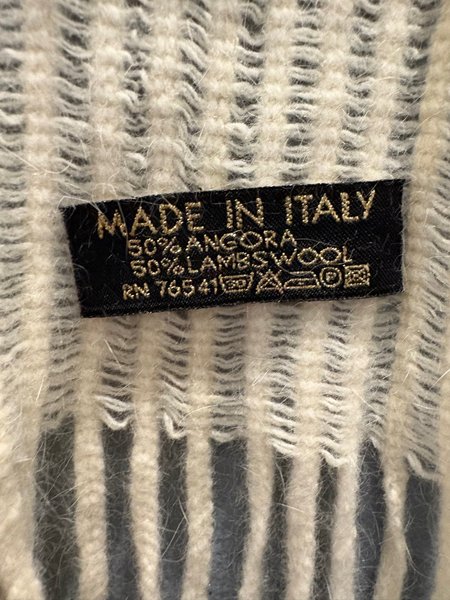 MADE IN ITALY
50% ANGORA
50% LAMBSWOOL
RN 76541